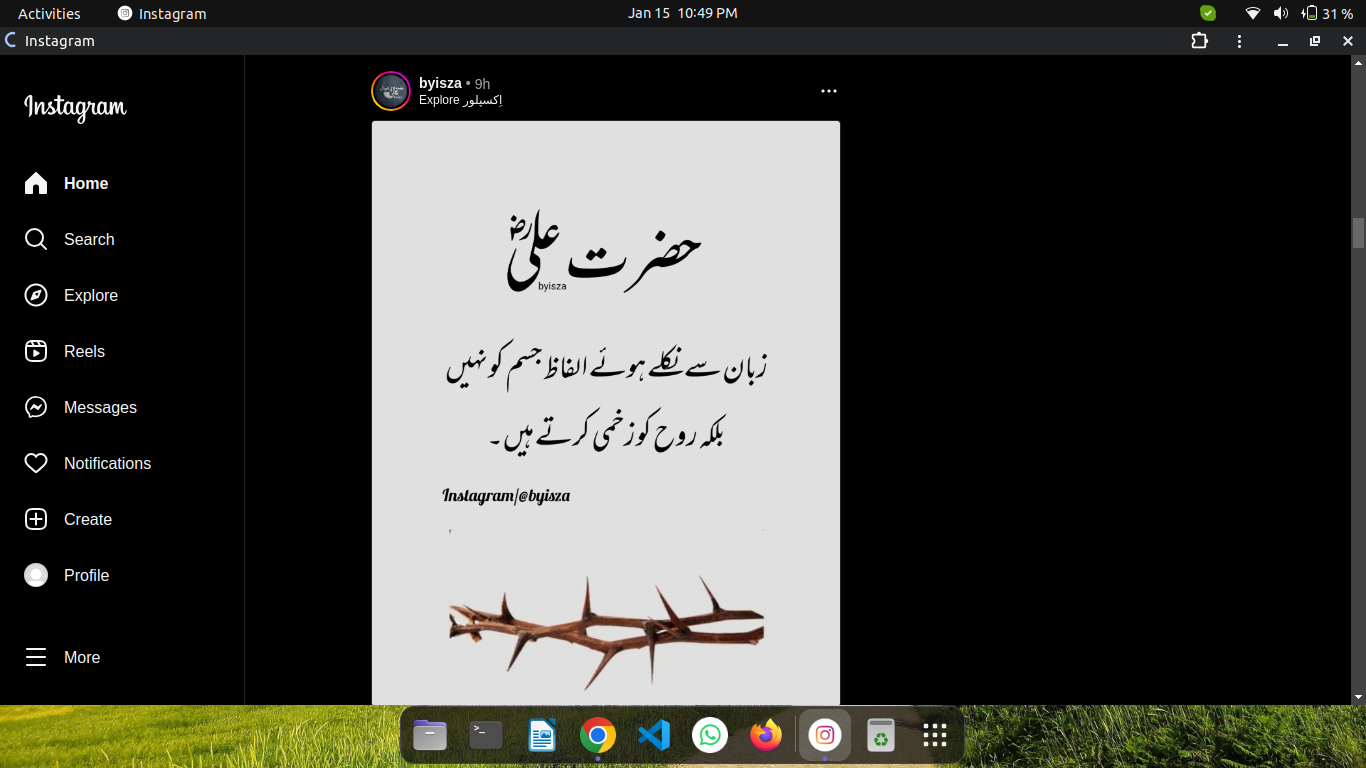 Activities
Instagram
Jan 15 10:49 PM
31 %
Instagram
Instagram
Home
Search
Explore
Reels
Messages
Notifications
Create
Profile
More
byisza • 9h
Explore اِکسپلور
حضرت علیؓ
byisza
زبان سے نکلے ہوئے الفاظ جسم کو نہیں
بلکہ روح کو زخمی کرتے ہیں ۔
Instagram/@byisza